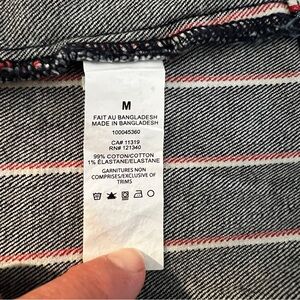 M
FAIT AU BANGLADESH
MADE IN BANGLADESH
100045360
CA# 11319
RN# 121340
99% COTON/COTTON
1% ÉLASTANE/ELASTANE
GARNITURES NON
COMPRISES/EXCLUSIVE OF
TRIMS